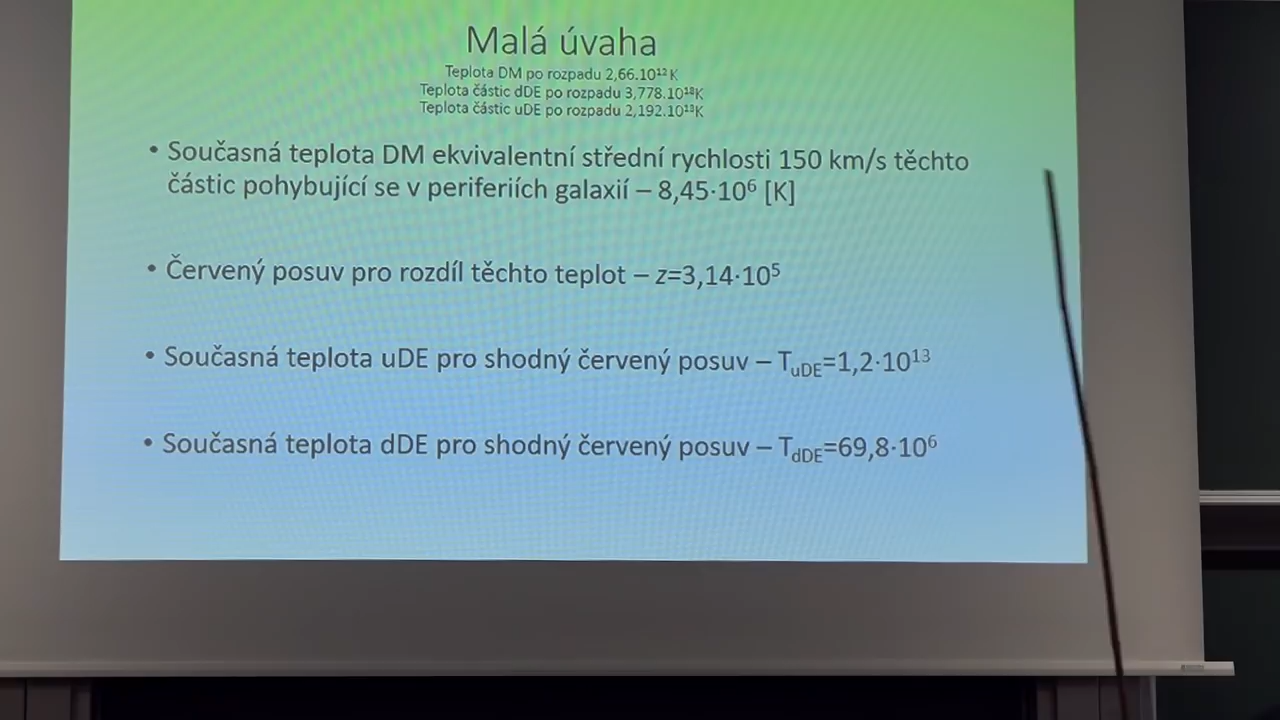 Malá úvaha
Teplota DM po rozpadu 2,66.10¹² K
Teplota částic dDE po rozpadu 3,778.10¹⁸K
Teplota částic uDE po rozpadu 2,192.10¹³K
• Současná teplota DM ekvivalentní střední rychlosti 150 km/s těchto
částic pohybující se v periferiích galaxií – 8,45·10⁶ [K]
• Červený posuv pro rozdíl těchto teplot – z=3,14·10⁵
• Současná teplota uDE pro shodný červený posuv – TuDE=1,2·10¹³
• Současná teplota dDE pro shodný červený posuv – TdDE=69,8·10⁶